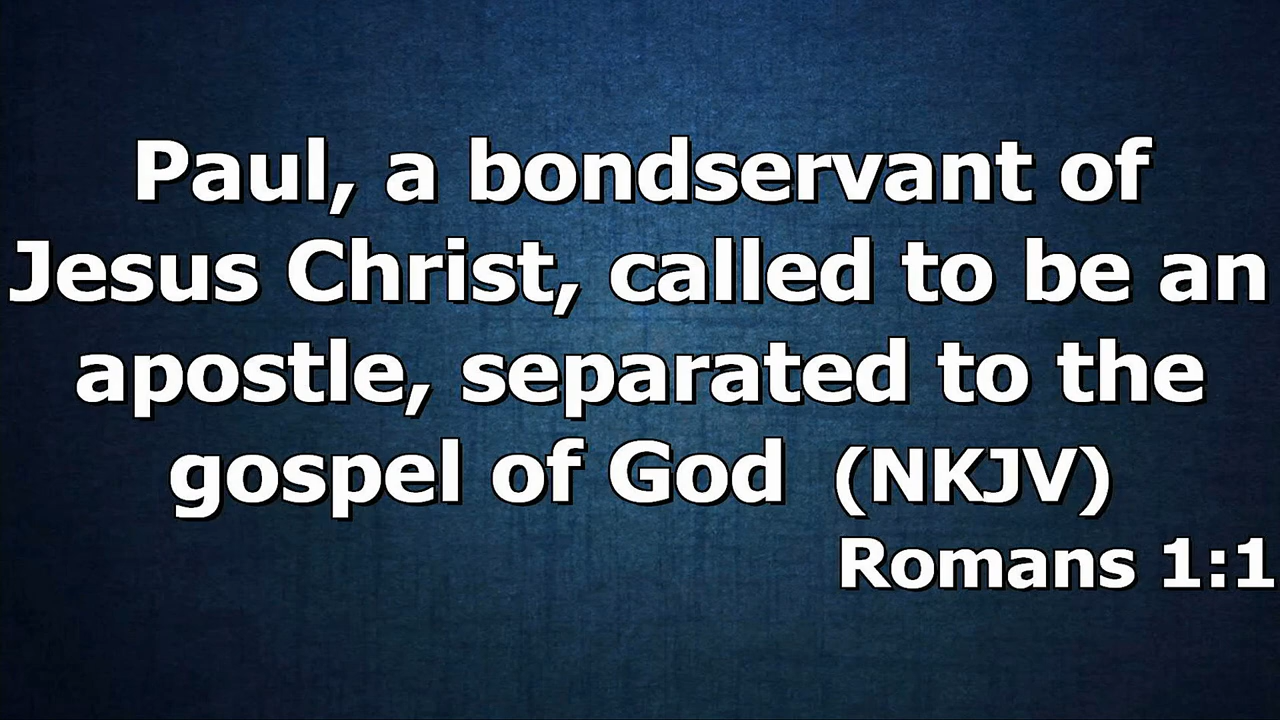 Paul, a bondservant of
Jesus Christ, called to be an
apostle, separated to the
gospel of God (NKJV)
Romans 1:1